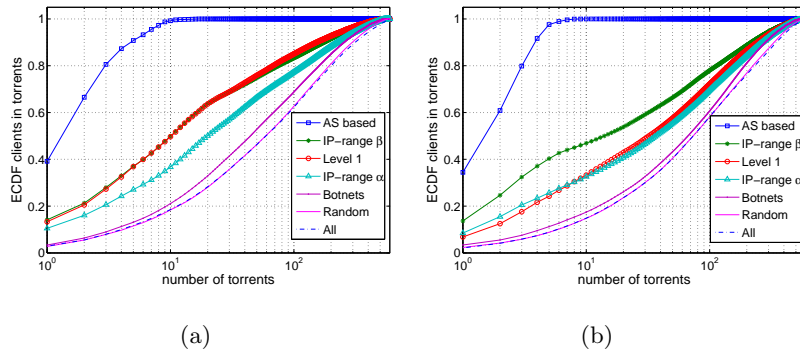 1
0.8
0.6
0.4
0.2
0
ECDF clients in torrents
10^0
10^1
10^2
number of torrents
AS based
IP−range β
Level 1
IP−range α
Botnets
Random
All
(a)
1
0.8
0.6
0.4
0.2
0
ECDF clients in torrents
10^0
10^1
10^2
number of torrents
AS based
IP−range β
Level 1
IP−range α
Botnets
Random
All
(b)